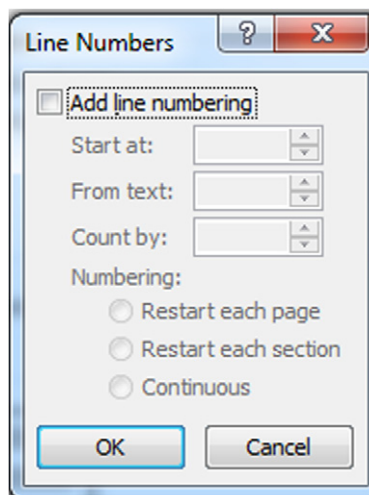 Line Numbers
Add line numbering
Start at:
From text:
Count by:
Numbering:
Restart each page
Restart each section
Continuous
OK Cancel